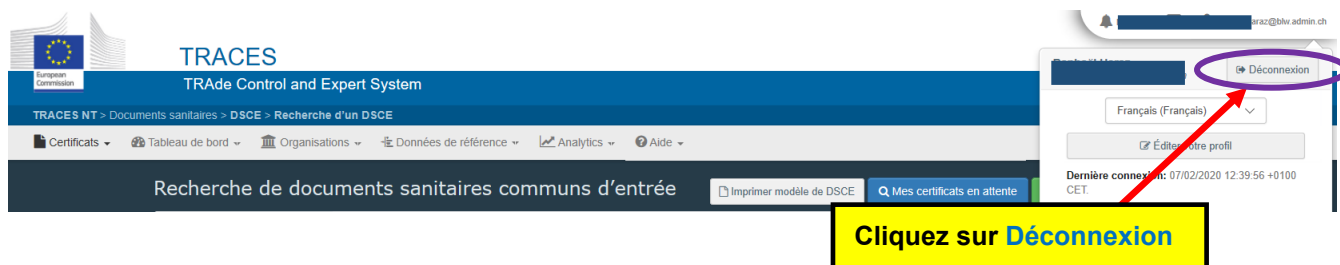 araz@blw.admin.ch
TRACES
Déconnexion
European
Commission
TRAde Control and Expert System
Français (Français)
TRACES NT > Documents sanitaires > DSCE > Recherche d'un DSCE
Certificats
Tableau de bord
Organisations
Données de référence
Analytics
Aide
Éditer votre profil
Recherche de documents sanitaires communs d'entrée
Imprimer modèle de DSCE
Mes certificats en attente
Dernière connexion: 07/02/2020 12:39:56 +0100
CET.
Cliquez sur Déconnexion